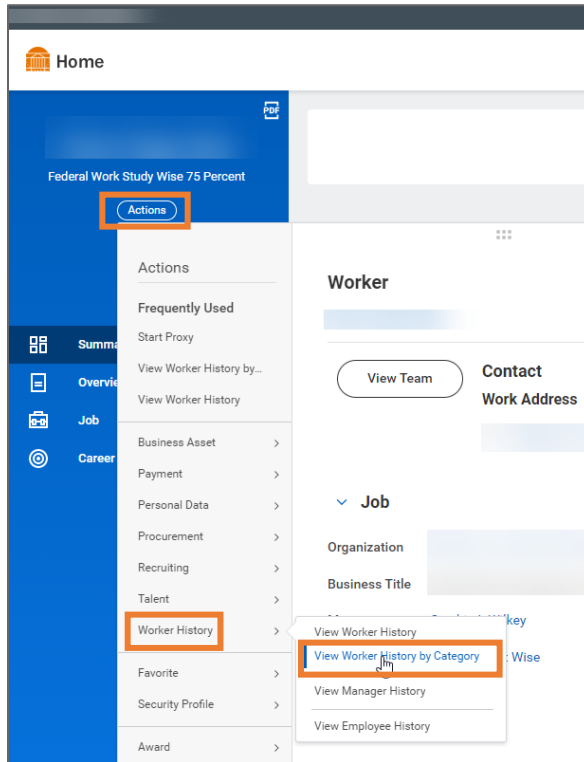 Home
PDF
Federal Work Study Wise 75 Percent
Actions
Actions
Frequently Used
Start Proxy
View Worker History by...
View Worker History
Business Asset
Payment
Personal Data
Procurement
Recruiting
Talent
Worker History
Favorite
Security Profile
Award
Summa
Overvie
Job
Career
Worker
View Team
Contact
Work Address
Job
Organization
Business Title
View Worker History
View Worker History by Category
Wise
View Manager History
View Employee History